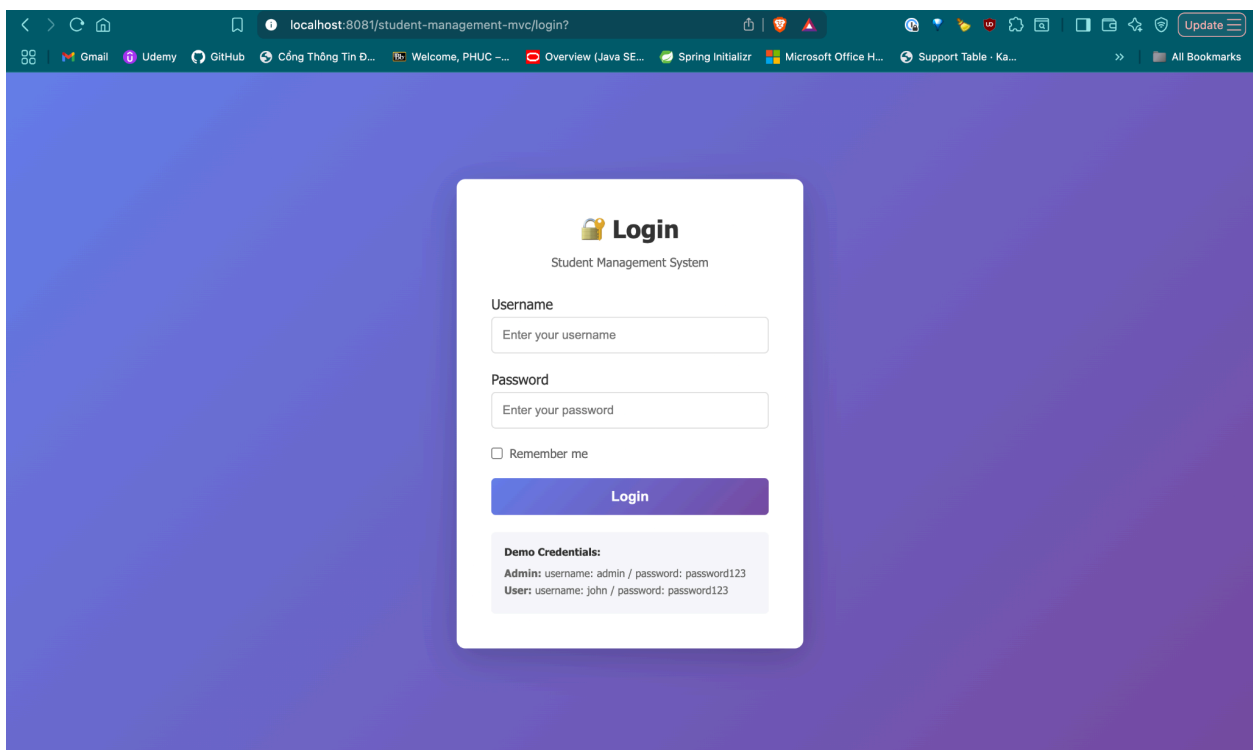 localhost:8081/student-management-mvc/login?
Update
Gmail Udemy GitHub Cổng Thông Tin Đ... Welcome, PHUC –... Overview (Java SE... Spring Initializr Microsoft Office H... Support Table · Ka... » All Bookmarks
Login
Student Management System
Username
Enter your username
Password
Enter your password
Remember me
Login
Demo Credentials:
Admin: username: admin / password: password123
User: username: john / password: password123